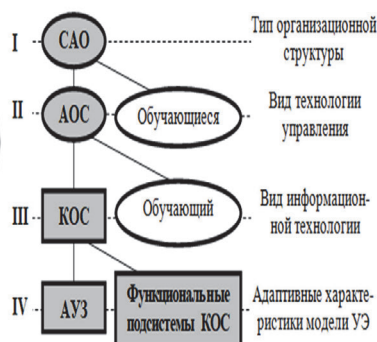 I
САО
Тип организационной
структуры
II
АОС
Обучающиеся
Вид технологии
управления
III
КОС
Обучающий
Вид информацион-
ной технологии
IV
АУЗ
Функциональные
подсистемы КОС
Адаптивные характе-
ристики модели УЭ